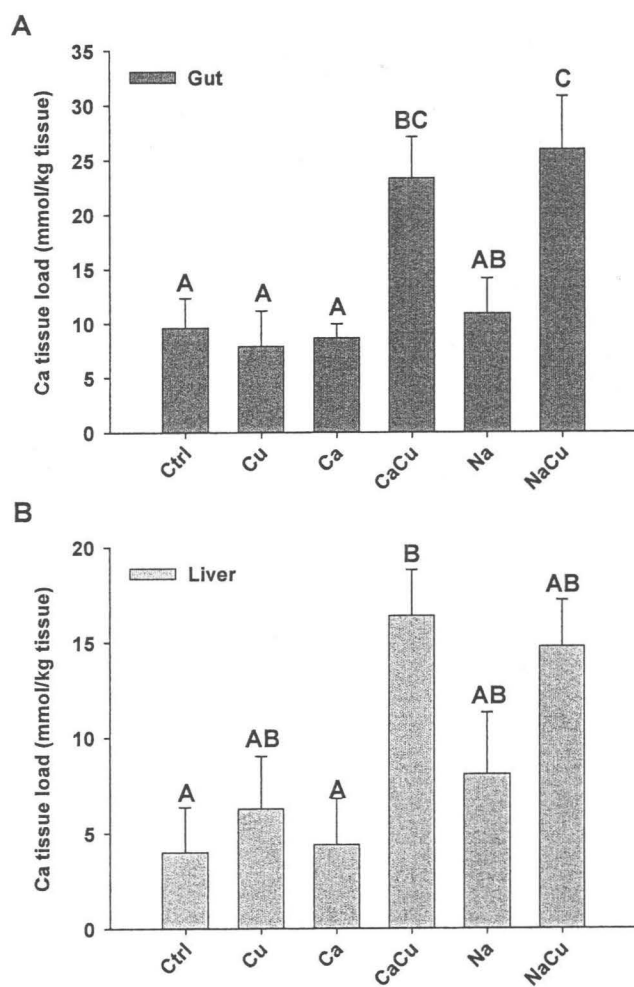 A
Ca tissue load (mmol/kg tissue)
35
30
25
20
15
10
5
0
Gut
A
A
A
BC
AB
C
Ctrl
Cu
Ca
CaCu
Na
NaCu
B
Ca tissue load (mmol/kg tissue)
20
15
10
5
0
Liver
A
AB
A
B
AB
AB
Ctrl
Cu
Ca
CaCu
Na
NaCu